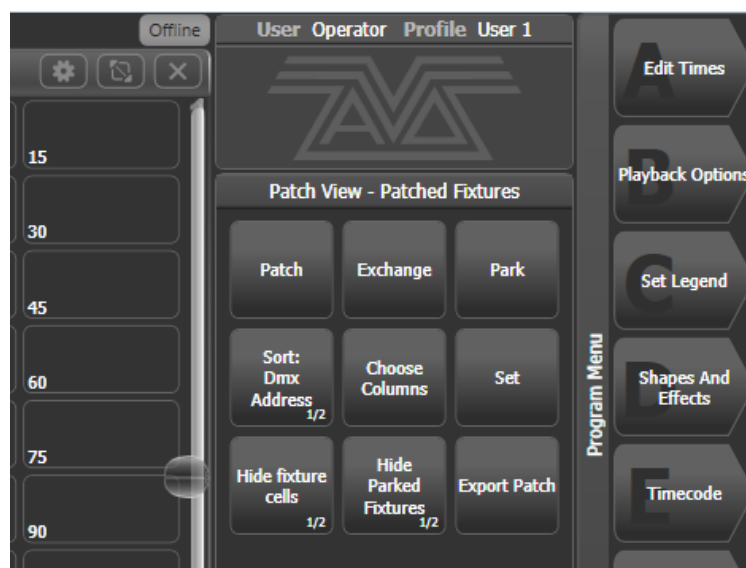 Offline
15
30
45
60
75
90
User Operator Profile User 1
AVO
Patch View - Patched Fixtures
Patch
Exchange
Park
Sort:
Dmx
Address
1/2
Choose
Columns
Set
Hide fixture
cells
1/2
Hide
Parked
Fixtures
1/2
Export Patch
Program Menu
A
Edit Times
B
Playback Options
C
Set Legend
D
Shapes And
Effects
E
Timecode